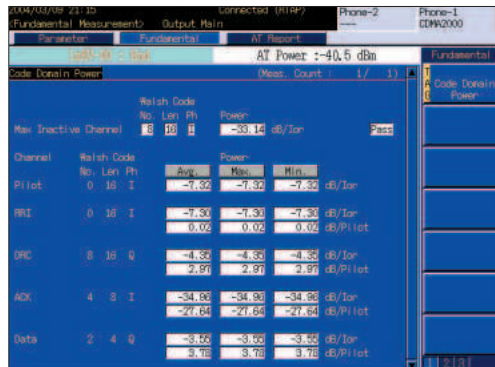 2004/03/09 21:15 Connected (RTAP) Phone-2 Phone-1
<Fundamental Measurement> Output Main CDMA2000
Parameter Fundamental AT Report Fundamental
AT Power :-40.5 dBm
Code Domain Power (Meas. Count : 1/ 1)
Code Domain Power
Walsh Code
No. Len Ph Power
Max Inactive Channel 8 16 I -33.14 dB/Ior Pass
Channel Walsh Code Power
No. Len Ph Avg. Max. Min.
Pilot 0 16 I -7.32 -7.32 -7.32 dB/Ior
RRI 0 16 I -7.30 -7.30 -7.30 dB/Ior
0.02 0.02 0.02 dB/Pilot
DRC 8 16 Q -4.35 -4.35 -4.35 dB/Ior
2.97 2.97 2.97 dB/Pilot
ACK 4 8 I -34.96 -34.96 -34.96 dB/Ior
-27.64 -27.64 -27.64 dB/Pilot
Data 2 4 Q -3.55 -3.55 -3.55 dB/Ior
3.78 3.78 3.78 dB/Pilot
1 2 3